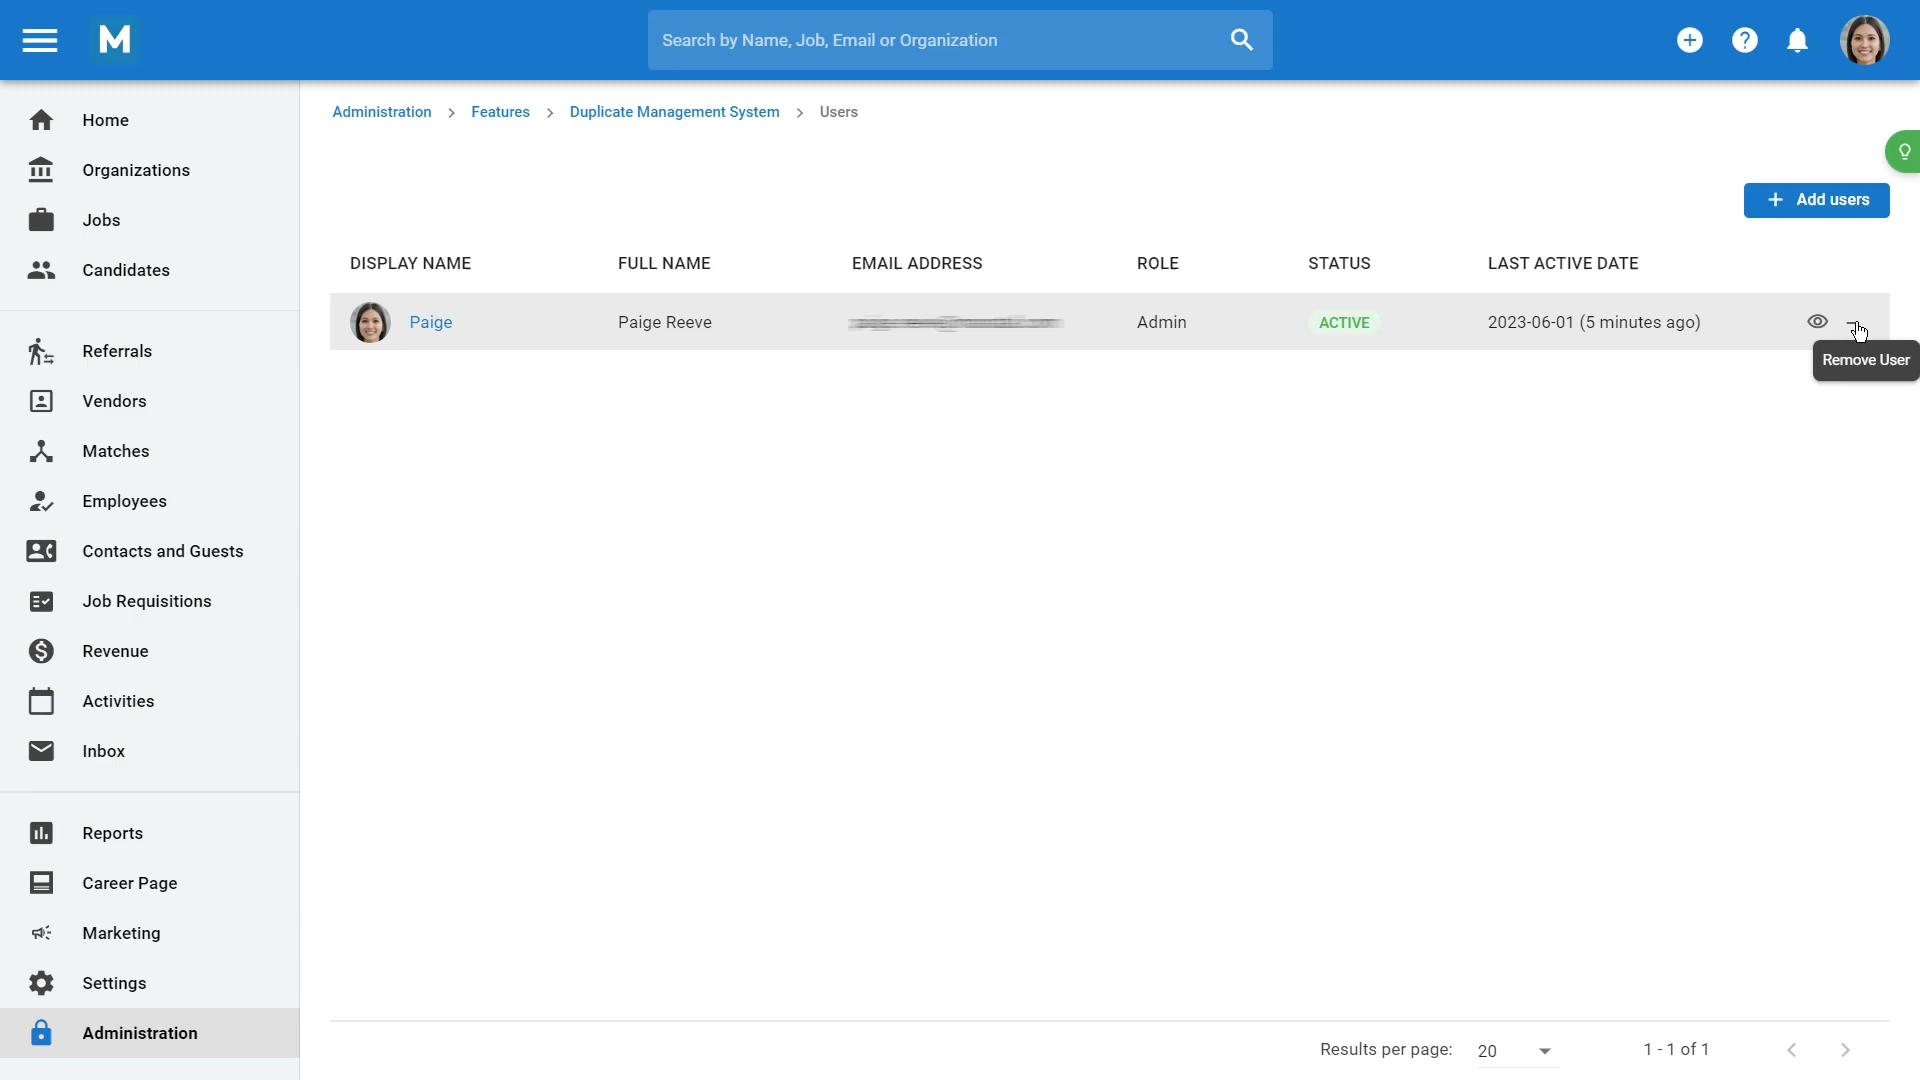 M
Search by Name, Job, Email or Organization
Home
Organizations
Jobs
Candidates
Referrals
Vendors
Matches
Employees
Contacts and Guests
Job Requisitions
Revenue
Activities
Inbox
Reports
Career Page
Marketing
Settings
Administration
Administration > Features > Duplicate Management System > Users
+ Add users
DISPLAY NAME FULL NAME EMAIL ADDRESS ROLE STATUS LAST ACTIVE DATE
Paige Paige Reeve Admin ACTIVE 2023-06-01 (5 minutes ago)
Remove User
Results per page: 20 1 - 1 of 1